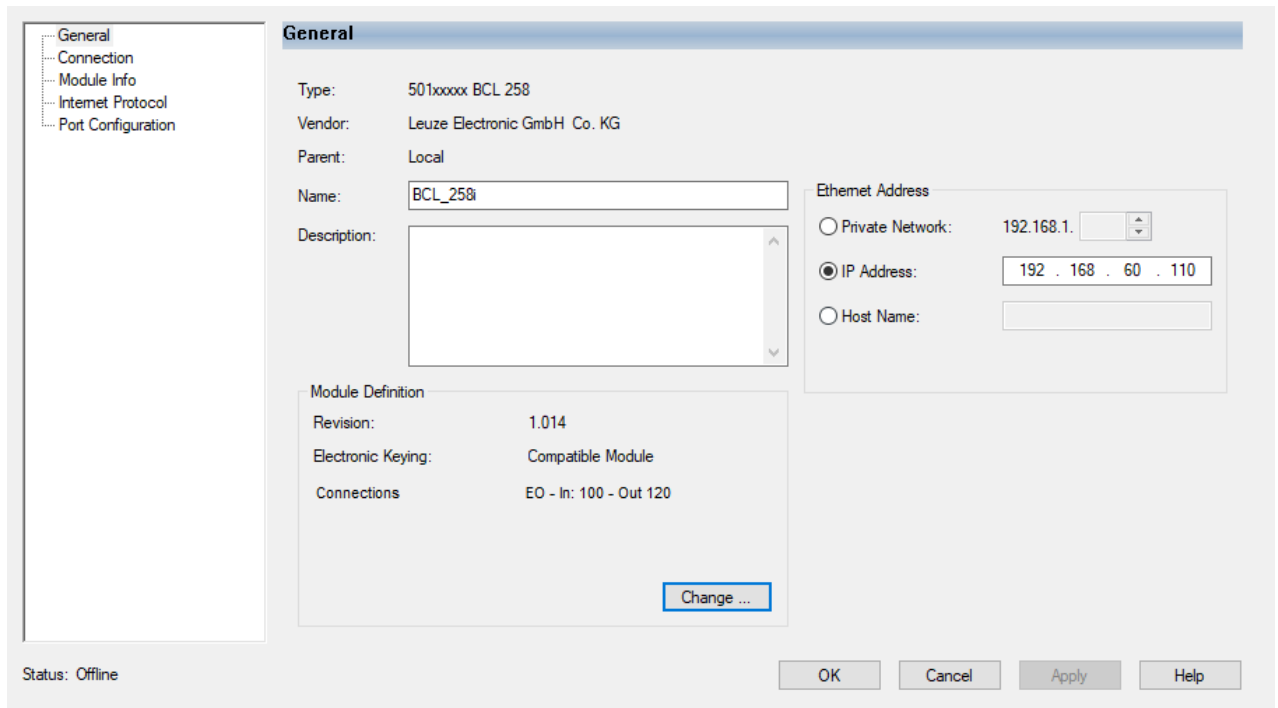 General
Connection
Module Info
Internet Protocol
Port Configuration
General
Type: 501xxxxx BCL 258
Vendor: Leuze Electronic GmbH Co. KG
Parent: Local
Name: BCL_258i
Description:
Ethernet Address
Private Network: 192.168.1.
IP Address: 192 . 168 . 60 . 110
Host Name:
Module Definition
Revision: 1.014
Electronic Keying: Compatible Module
Connections EO - In: 100 - Out 120
Change ...
Status: Offline
OK Cancel Apply Help